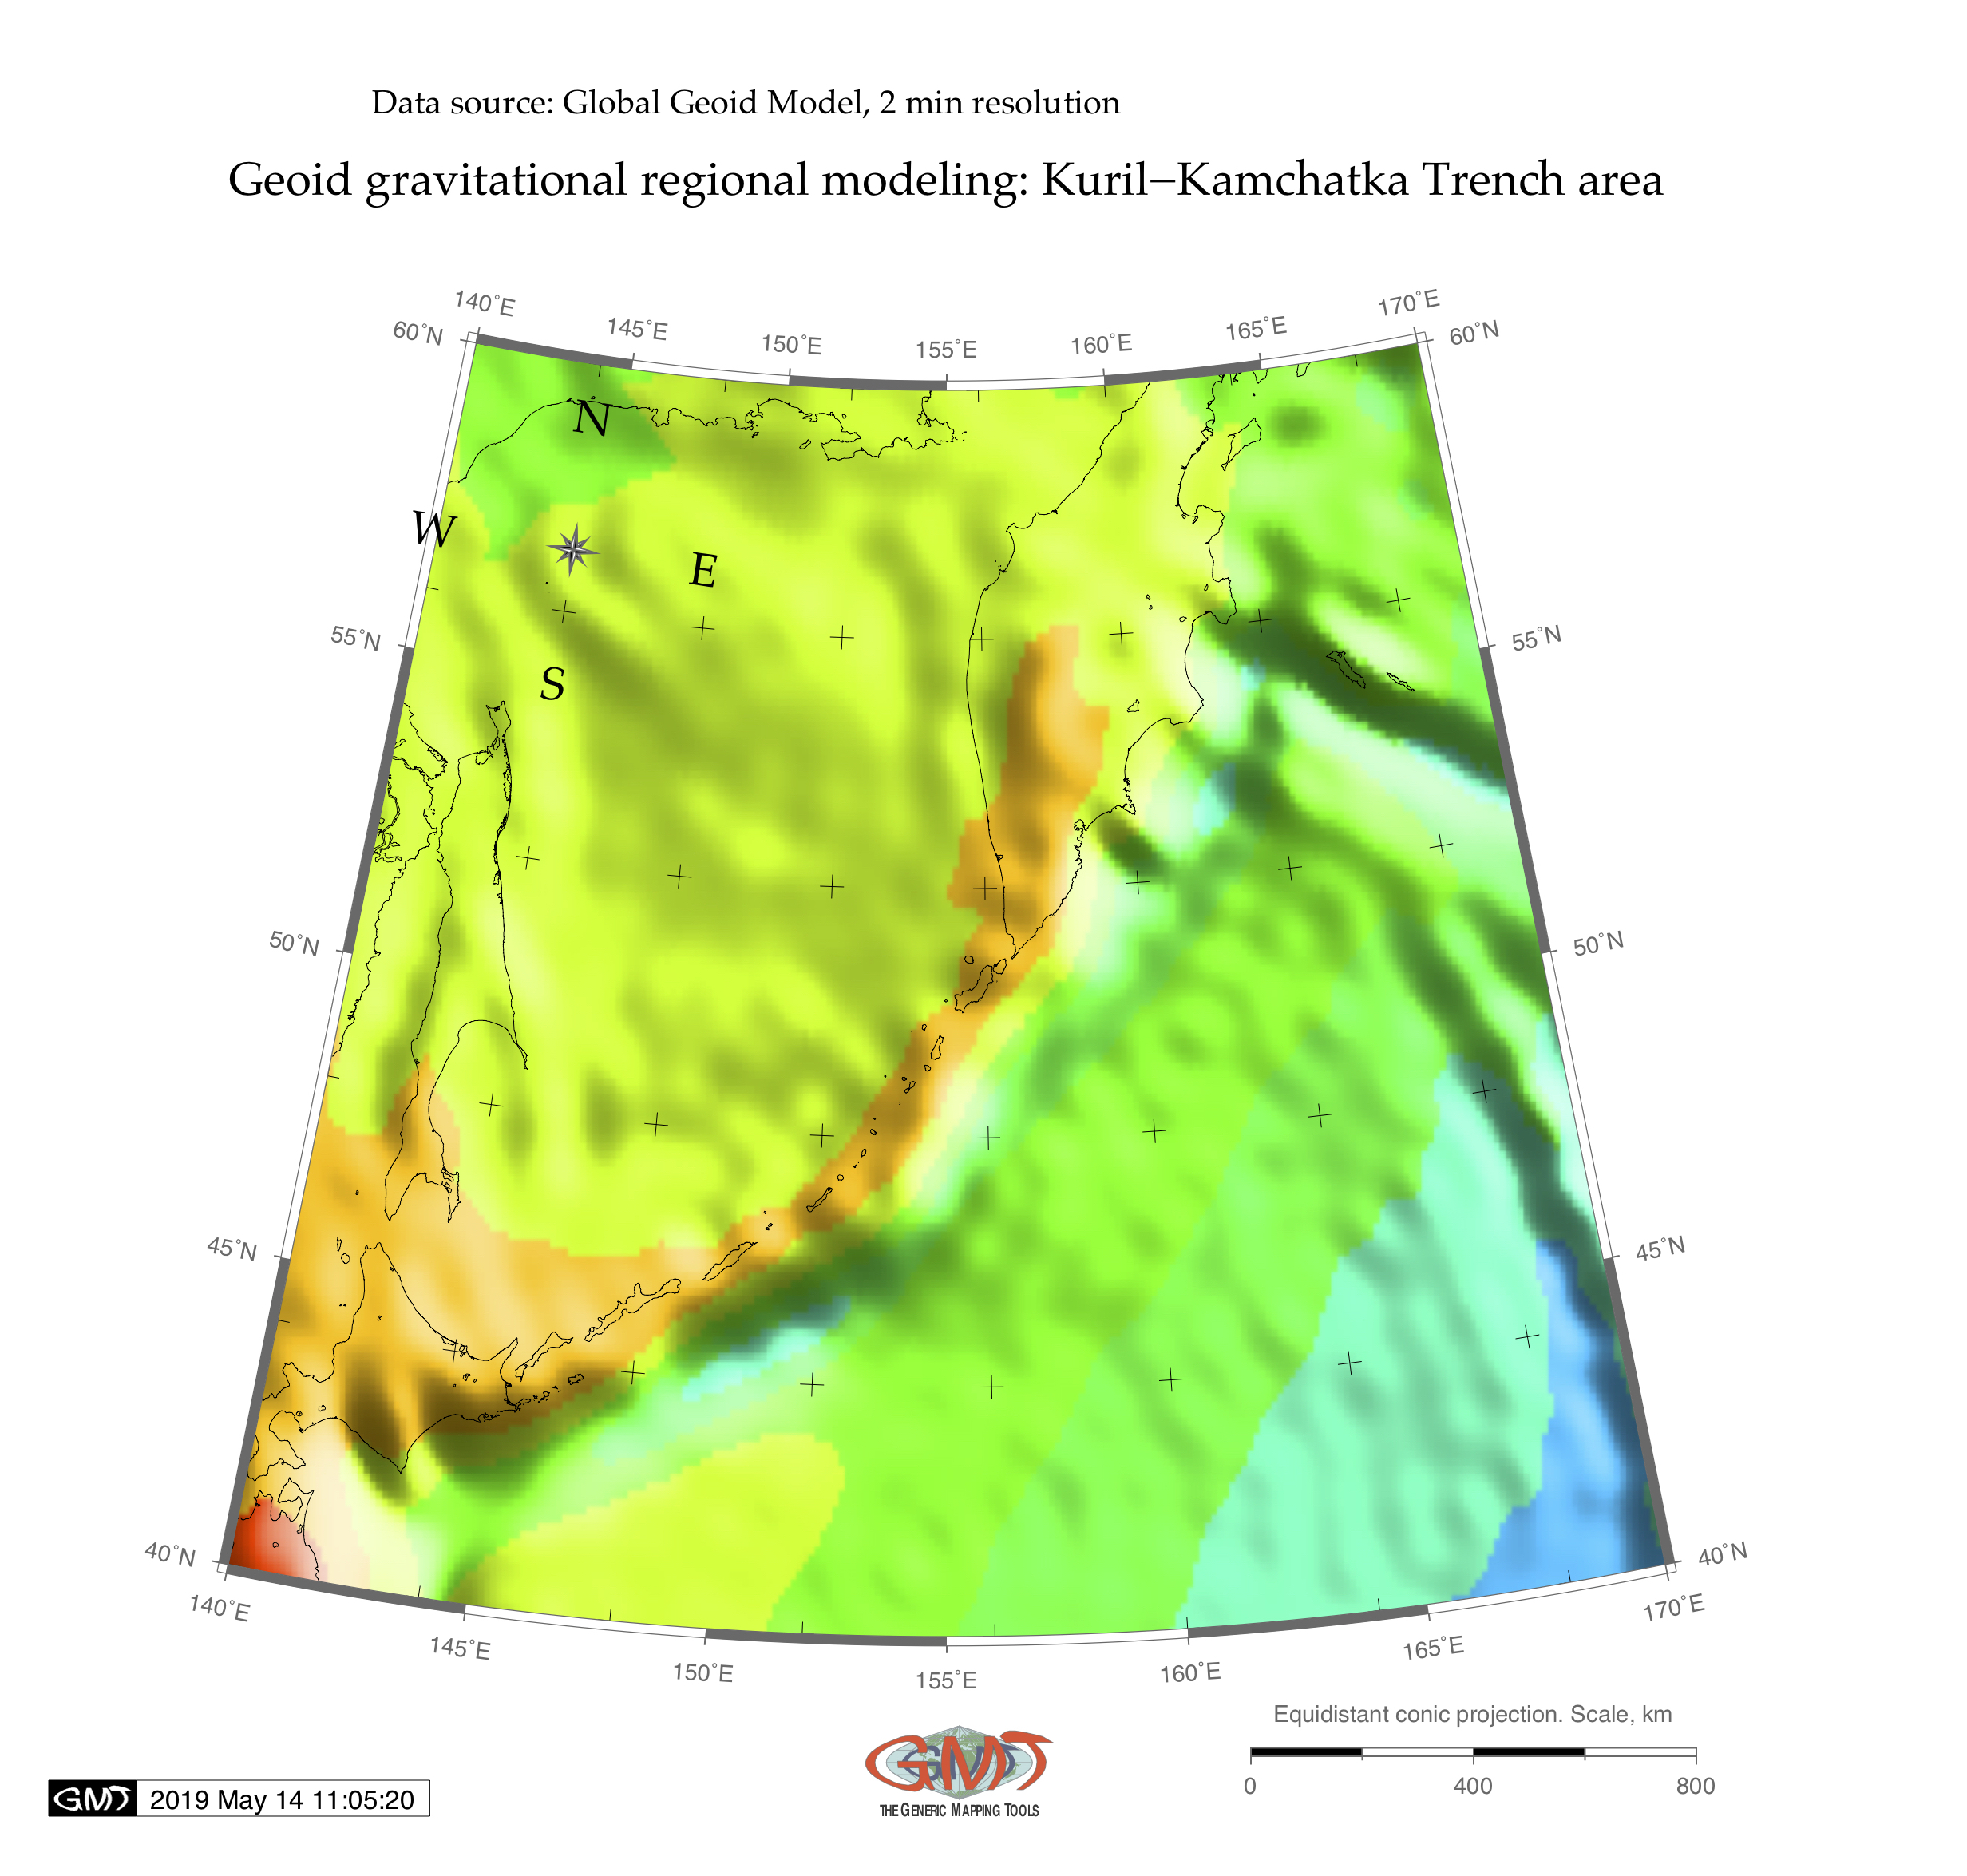 Data source: Global Geoid Model, 2 min resolution
Geoid gravitational regional modeling: Kuril–Kamchatka Trench area
140°E
145°E
150°E
155°E
160°E
165°E
170°E
60°N
60°N
N
W
E
S
55°N
55°N
50°N
50°N
45°N
45°N
40°N
40°N
140°E
145°E
150°E
155°E
160°E
165°E
170°E
Equidistant conic projection. Scale, km
0
400
800
GMT
THE GENERIC MAPPING TOOLS
GMT 2019 May 14 11:05:20